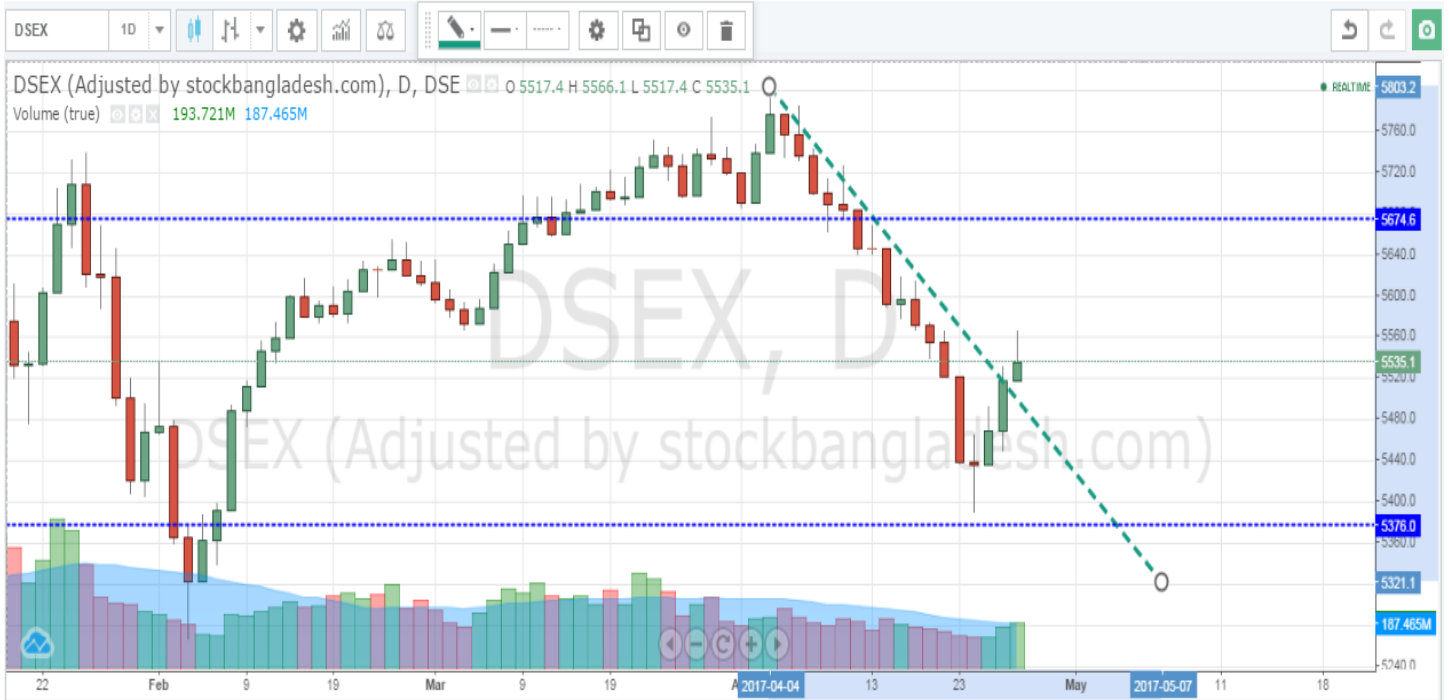 DSEX 1D
DSEX (Adjusted by stockbangladesh.com), D, DSE O 5517.4 H 5566.1 L 5517.4 C 5535.1
Volume (true) 193.721M 187.465M
REALTIME
5803.2
5760.0
5720.0
5674.6
5640.0
5600.0
5560.0
5535.1
5520.0
5480.0
5440.0
5400.0
5376.0
5360.0
5321.1
187.465M
5240.0
DSEX, D
DSEX (Adjusted by stockbangladesh.com)
22 Feb 9 19 Mar 9 19 A 2017-04-04 13 23 May 2017-05-07 11 18